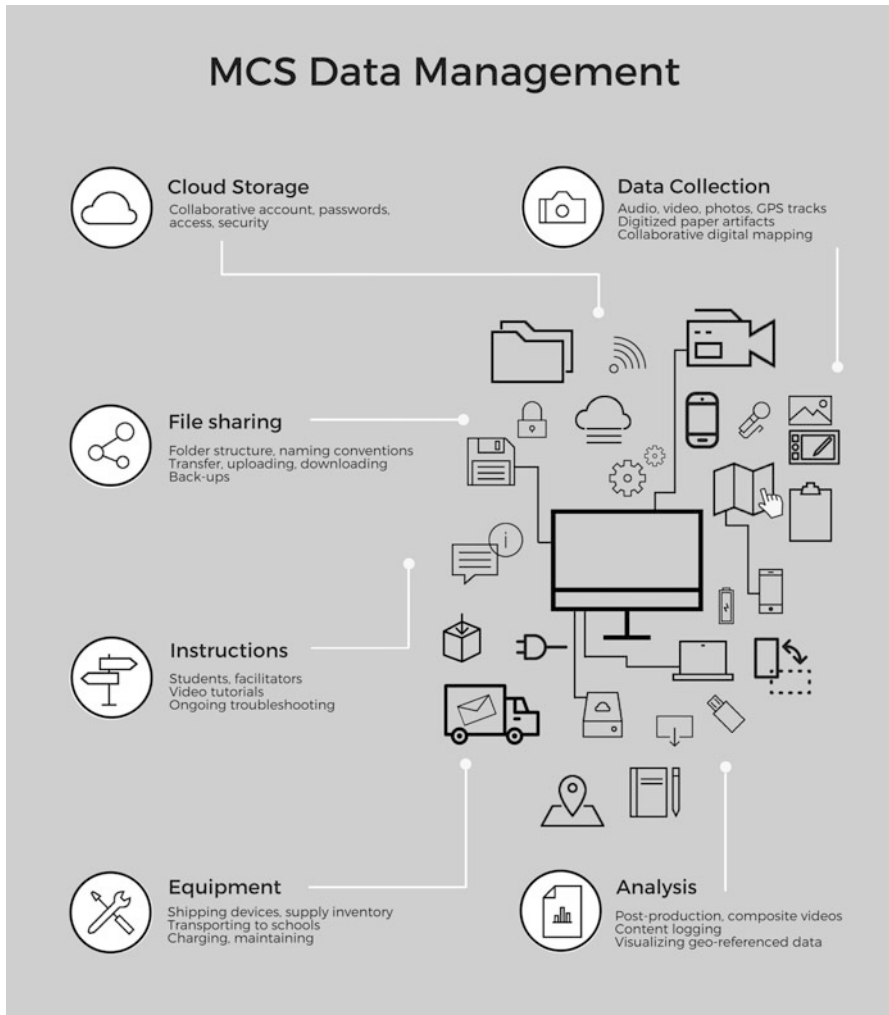 MCS Data Management
Cloud Storage
Collaborative account, passwords,
access, security
Data Collection
Audio, video, photos, GPS tracks
Digitized paper artifacts
Collaborative digital mapping
File sharing
Folder structure, naming conventions
Transfer, uploading, downloading
Back-ups
i
Instructions
Students, facilitators
Video tutorials
Ongoing troubleshooting
Equipment
Shipping devices, supply inventory
Transporting to schools
Charging, maintaining
Analysis
Post-production, composite videos
Content logging
Visualizing geo-referenced data